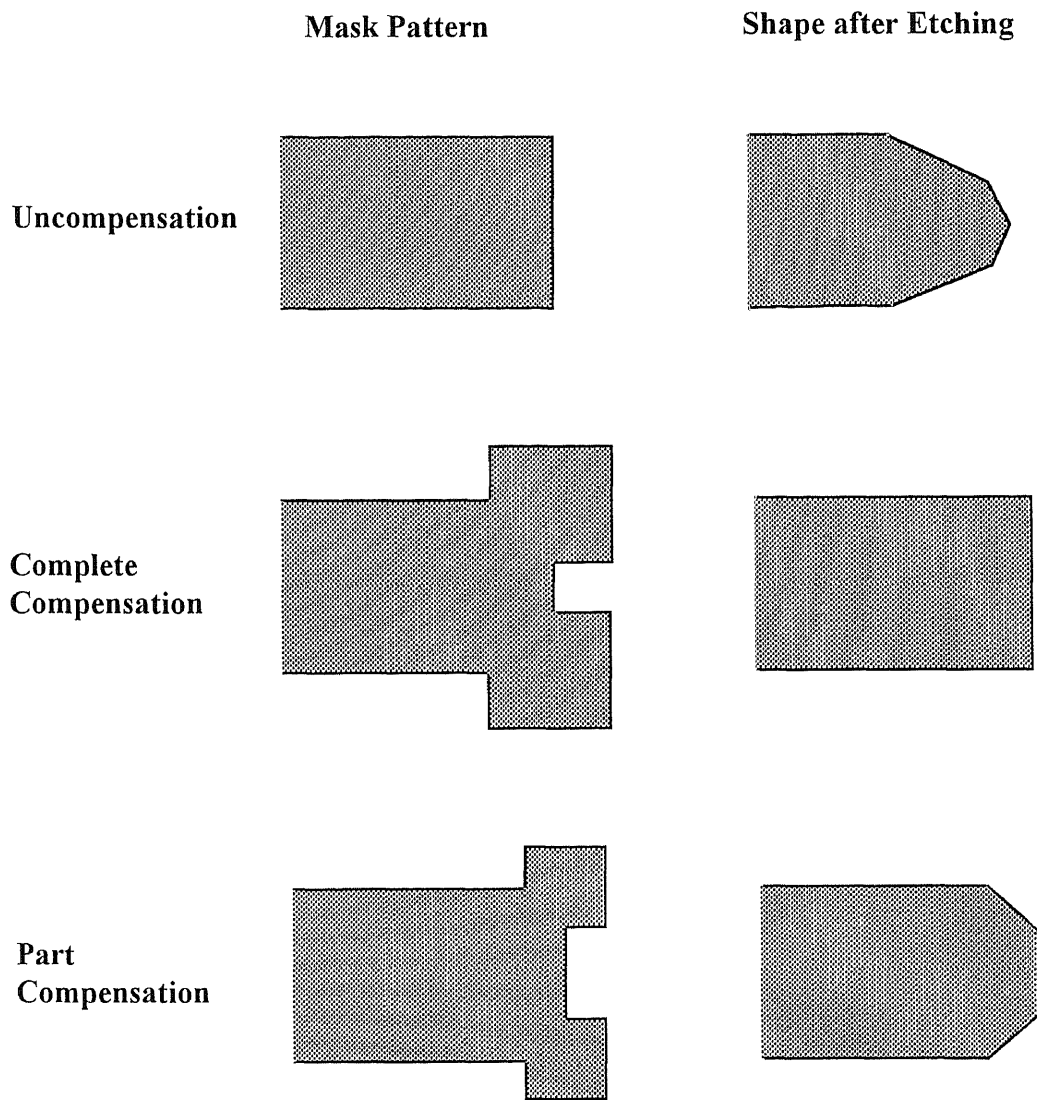 Mask Pattern
Shape after Etching
Uncompensation
Complete
Compensation
Part
Compensation